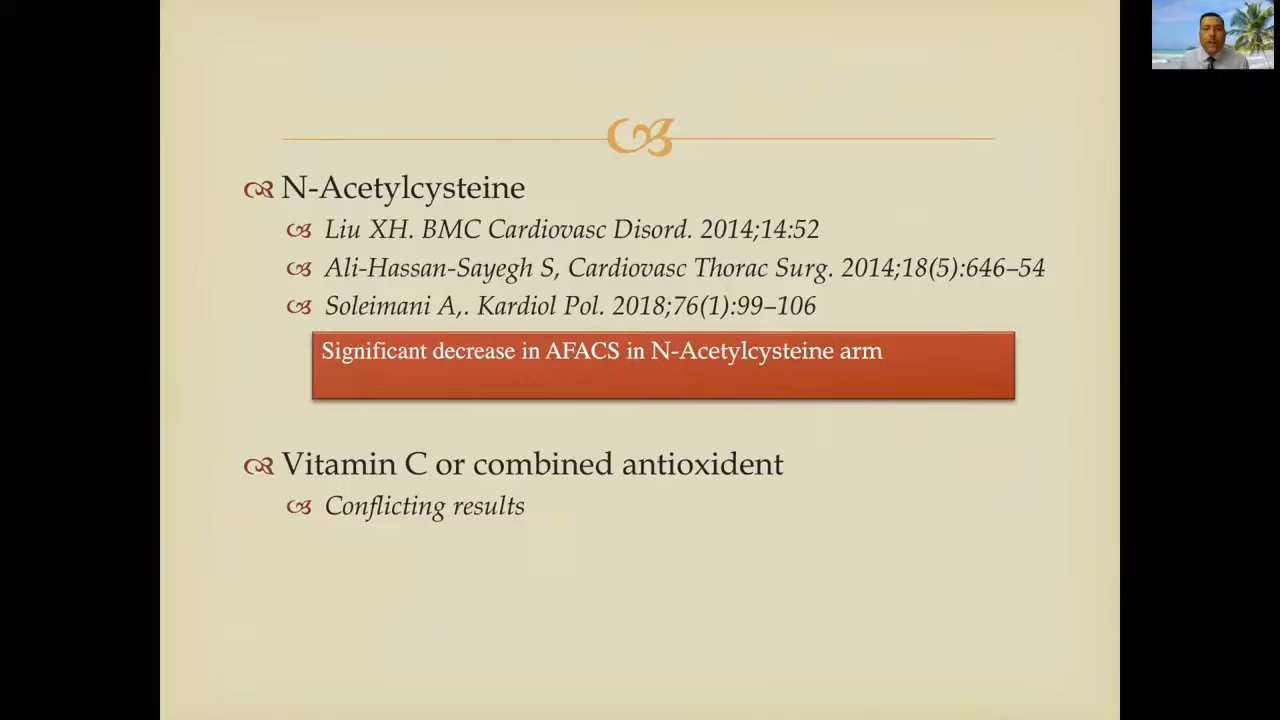 N-Acetylcysteine
Liu XH. BMC Cardiovasc Disord. 2014;14:52
Ali-Hassan-Sayegh S, Cardiovasc Thorac Surg. 2014;18(5):646–54
Soleimani A,. Kardiol Pol. 2018;76(1):99–106
Significant decrease in AFACS in N-Acetylcysteine arm
Vitamin C or combined antioxident
Conflicting results